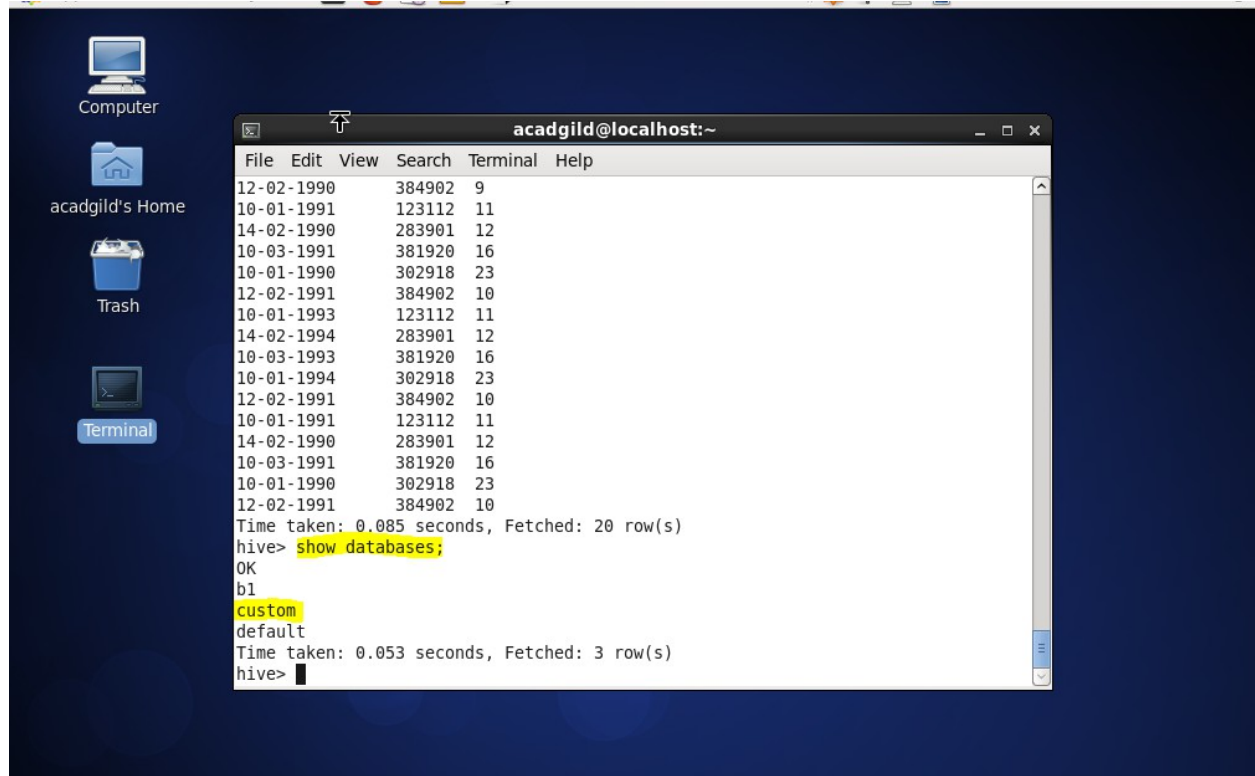 Computer
acadgild's Home
Trash
Terminal
acadgild@localhost:~
File Edit View Search Terminal Help
12-02-1990 384902 9
10-01-1991 123112 11
14-02-1990 283901 12
10-03-1991 381920 16
10-01-1990 302918 23
12-02-1991 384902 10
10-01-1993 123112 11
14-02-1994 283901 12
10-03-1993 381920 16
10-01-1994 302918 23
12-02-1991 384902 10
10-01-1991 123112 11
14-02-1990 283901 12
10-03-1991 381920 16
10-01-1990 302918 23
12-02-1991 384902 10
Time taken: 0.085 seconds, Fetched: 20 row(s)
hive> show databases;
OK
b1
custom
default
Time taken: 0.053 seconds, Fetched: 3 row(s)
hive>